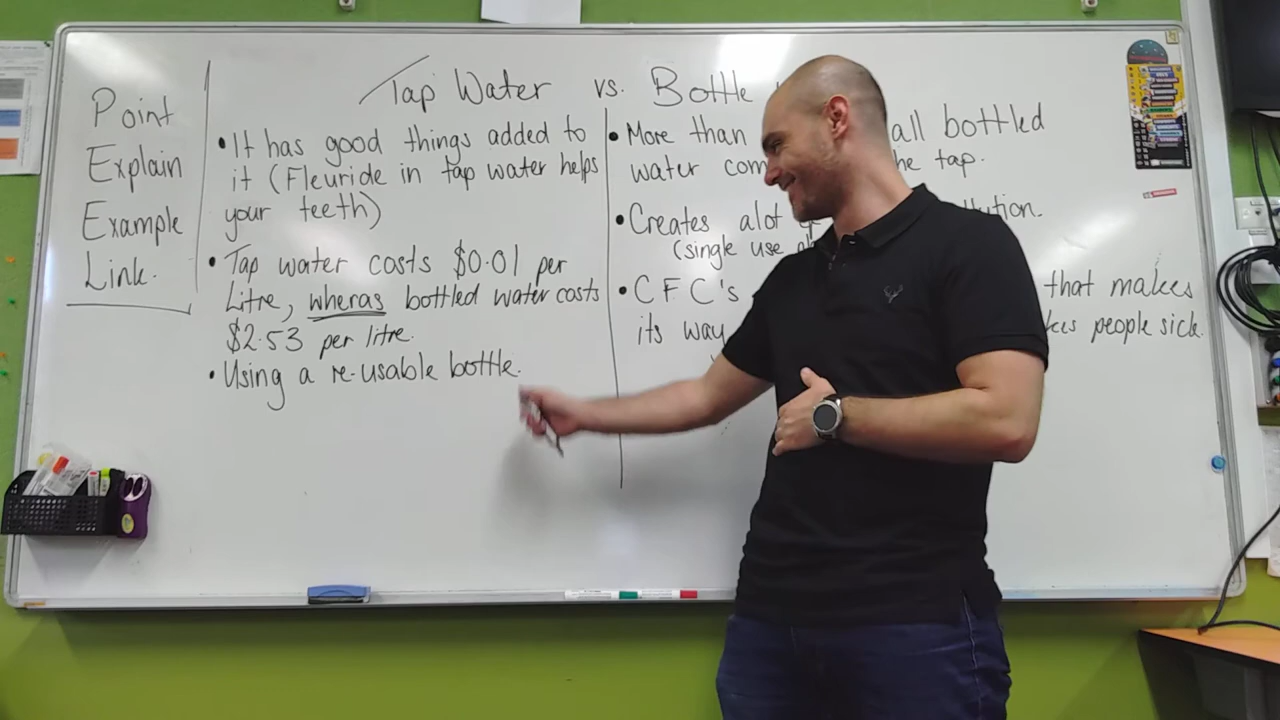 Tap Water vs. Bottle
Point
Explain
Example
Link.
• It has good things added to
it (Fleuride in tap water helps
your teeth)
• Tap water costs $0.01 per
Litre, wheras bottled water costs
$2.53 per litre.
• Using a re-usable bottle.
• More than all bottled
water the tap.
• Creates alot
(single use
• CFC's that makes
its way people sick.